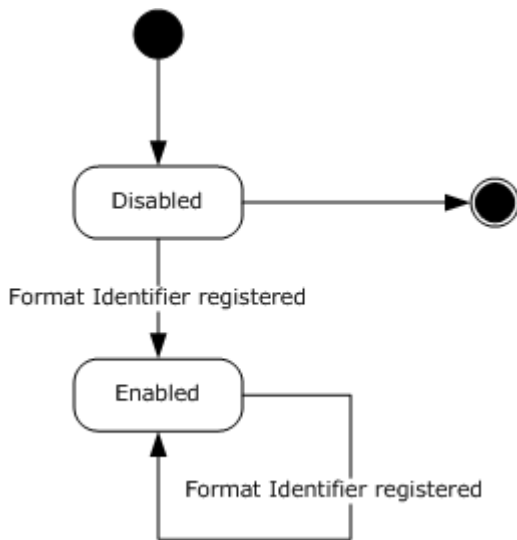 Disabled
Format Identifier registered
Enabled
Format Identifier registered